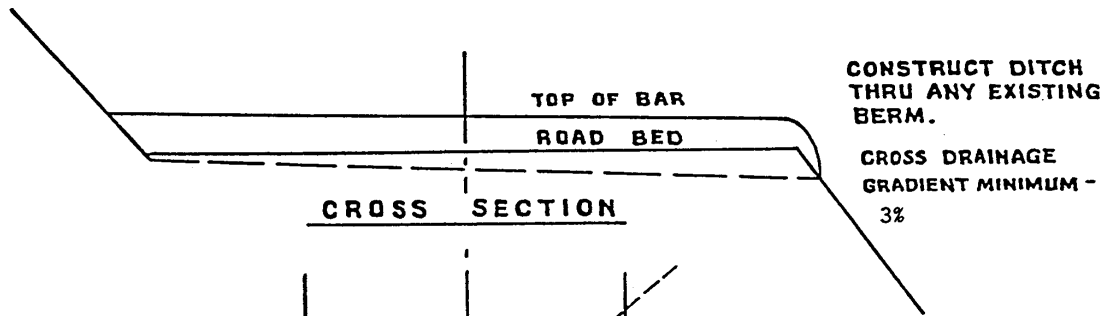 TOP OF BAR
ROAD BED
CROSS SECTION
CONSTRUCT DITCH
THRU ANY EXISTING
BERM.
CROSS DRAINAGE
GRADIENT MINIMUM -
3%